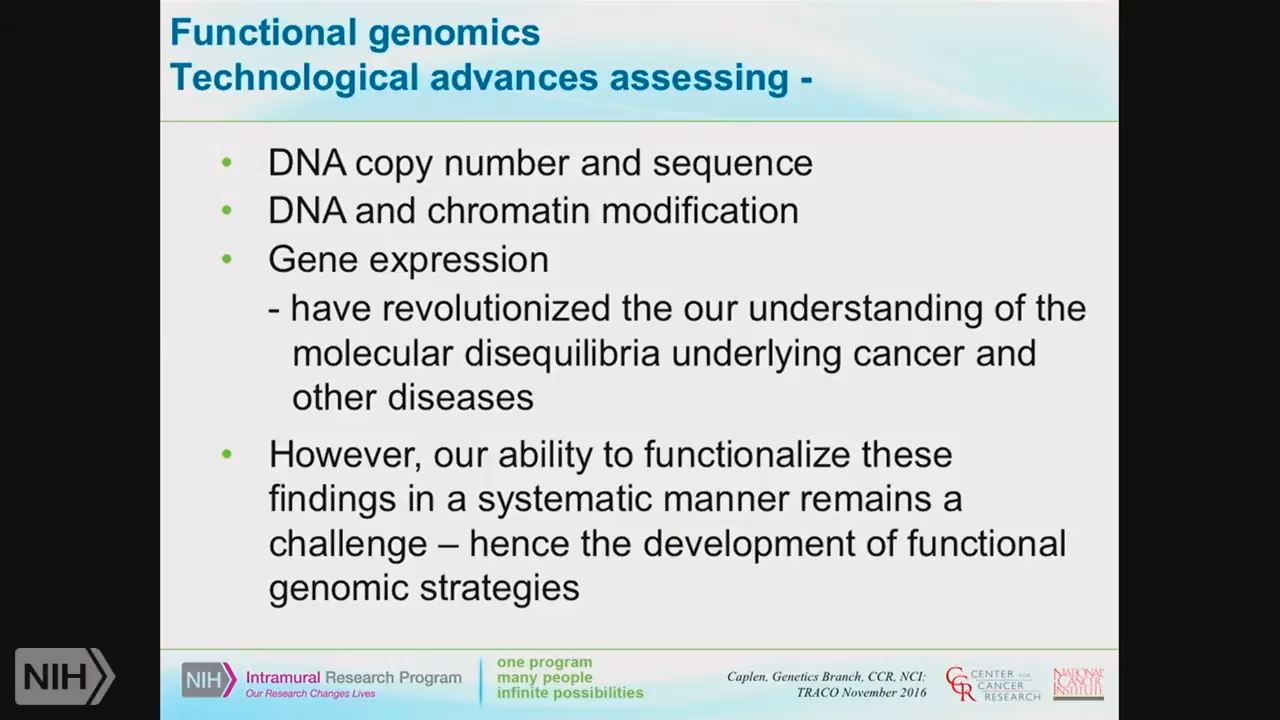 Functional genomics
Technological advances assessing -
• DNA copy number and sequence
• DNA and chromatin modification
• Gene expression
- have revolutionized the our understanding of the
molecular disequilibria underlying cancer and
other diseases
• However, our ability to functionalize these
findings in a systematic manner remains a
challenge – hence the development of functional
genomic strategies
NIH
NIH
Intramural Research Program
Our Research Changes Lives
one program
many people
infinite possibilities
Caplen, Genetics Branch, CCR, NCI:
TRACO November 2016
CCR
CENTER FOR
CANCER
RESEARCH
NATIONAL
CANCER
INSTITUTE